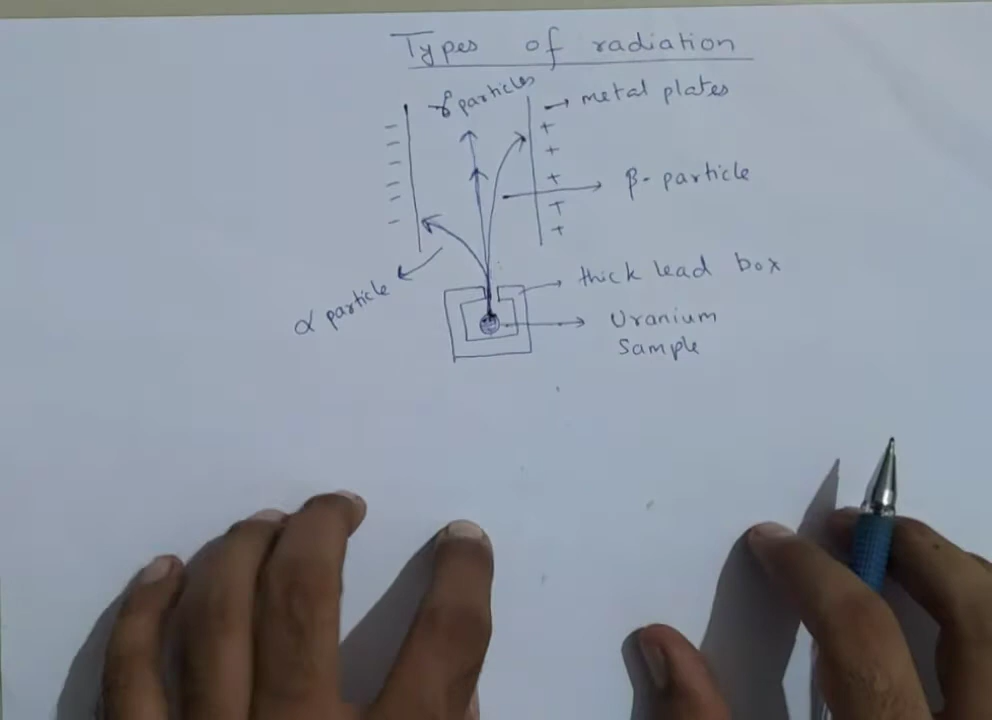 Types of radiation
γ particles
→ metal plates
− + 
− +
− +
− +
− +
−
β- particle
α particle
thick lead box
Uranium
Sample